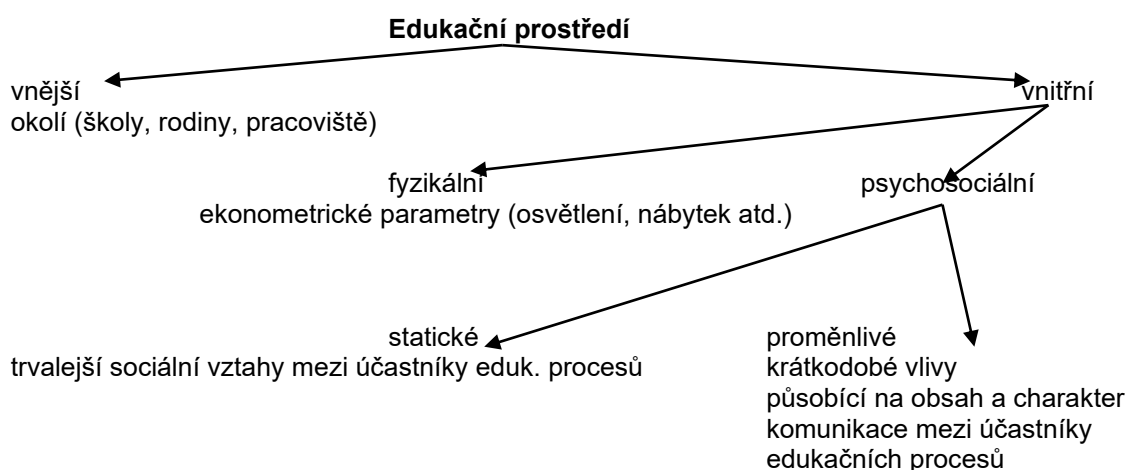 Edukační prostředí
vnější
vnitřní
okolí (školy, rodiny, pracoviště)
fyzikální
psychosociální
ekonometrické parametry (osvětlení, nábytek atd.)
statické
proměnlivé
trvalejší sociální vztahy mezi účastníky eduk. procesů
krátkodobé vlivy
působící na obsah a charakter
komunikace mezi účastníky
edukačních procesů